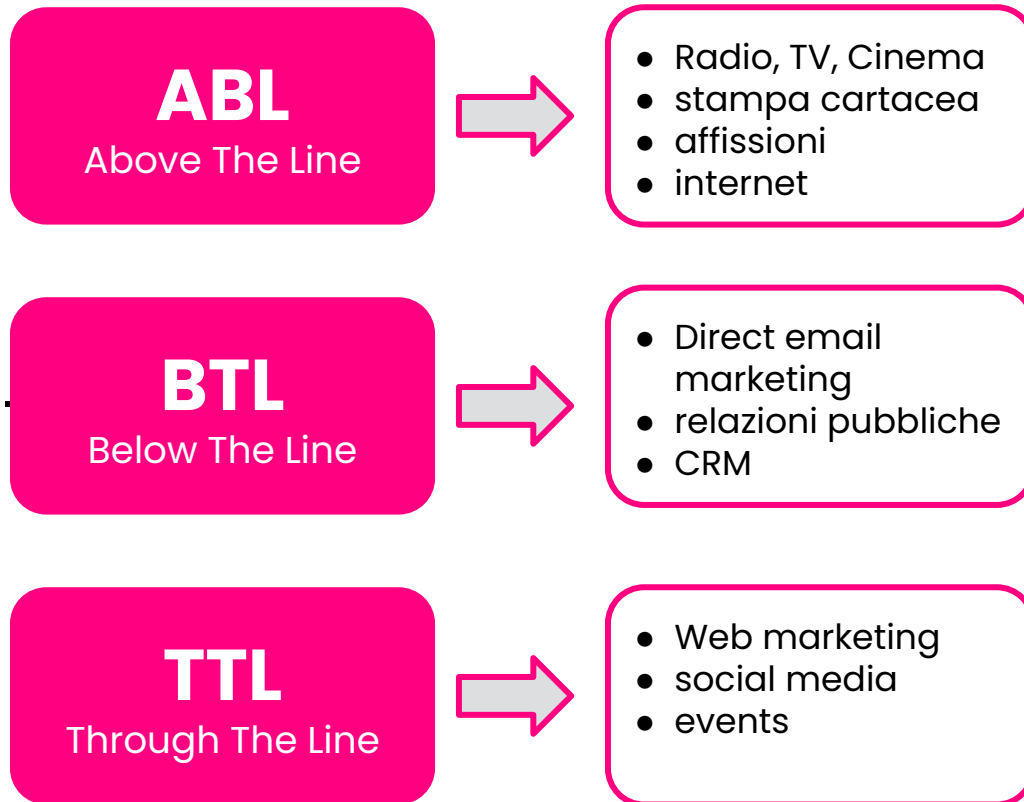 ABL
Above The Line
● Radio, TV, Cinema
● stampa cartacea
● affissioni
● internet
BTL
Below The Line
● Direct email
marketing
● relazioni pubbliche
● CRM
TTL
Through The Line
● Web marketing
● social media
● events